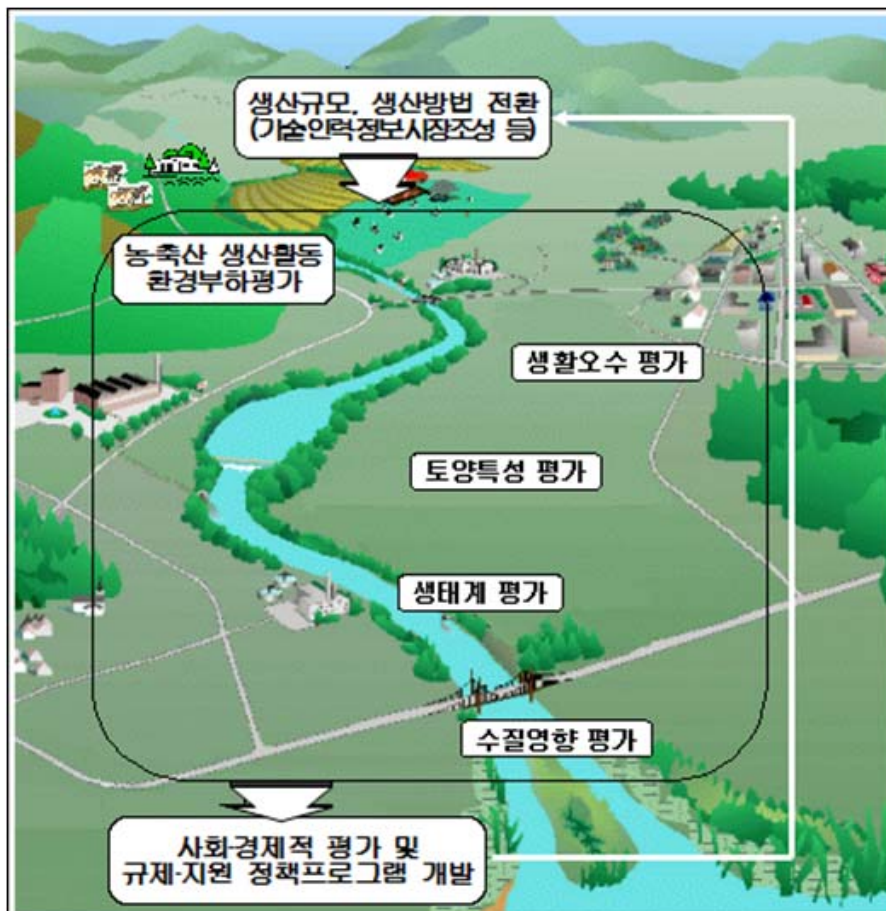 생산규모, 생산방법 전환
(기술인력정보시장조성 등)
농축산 생산활동
환경부하평가
생활오수 평가
토양특성 평가
생태계 평가
수질영향 평가
사회·경제적 평가 및
규제·지원 정책프로그램 개발